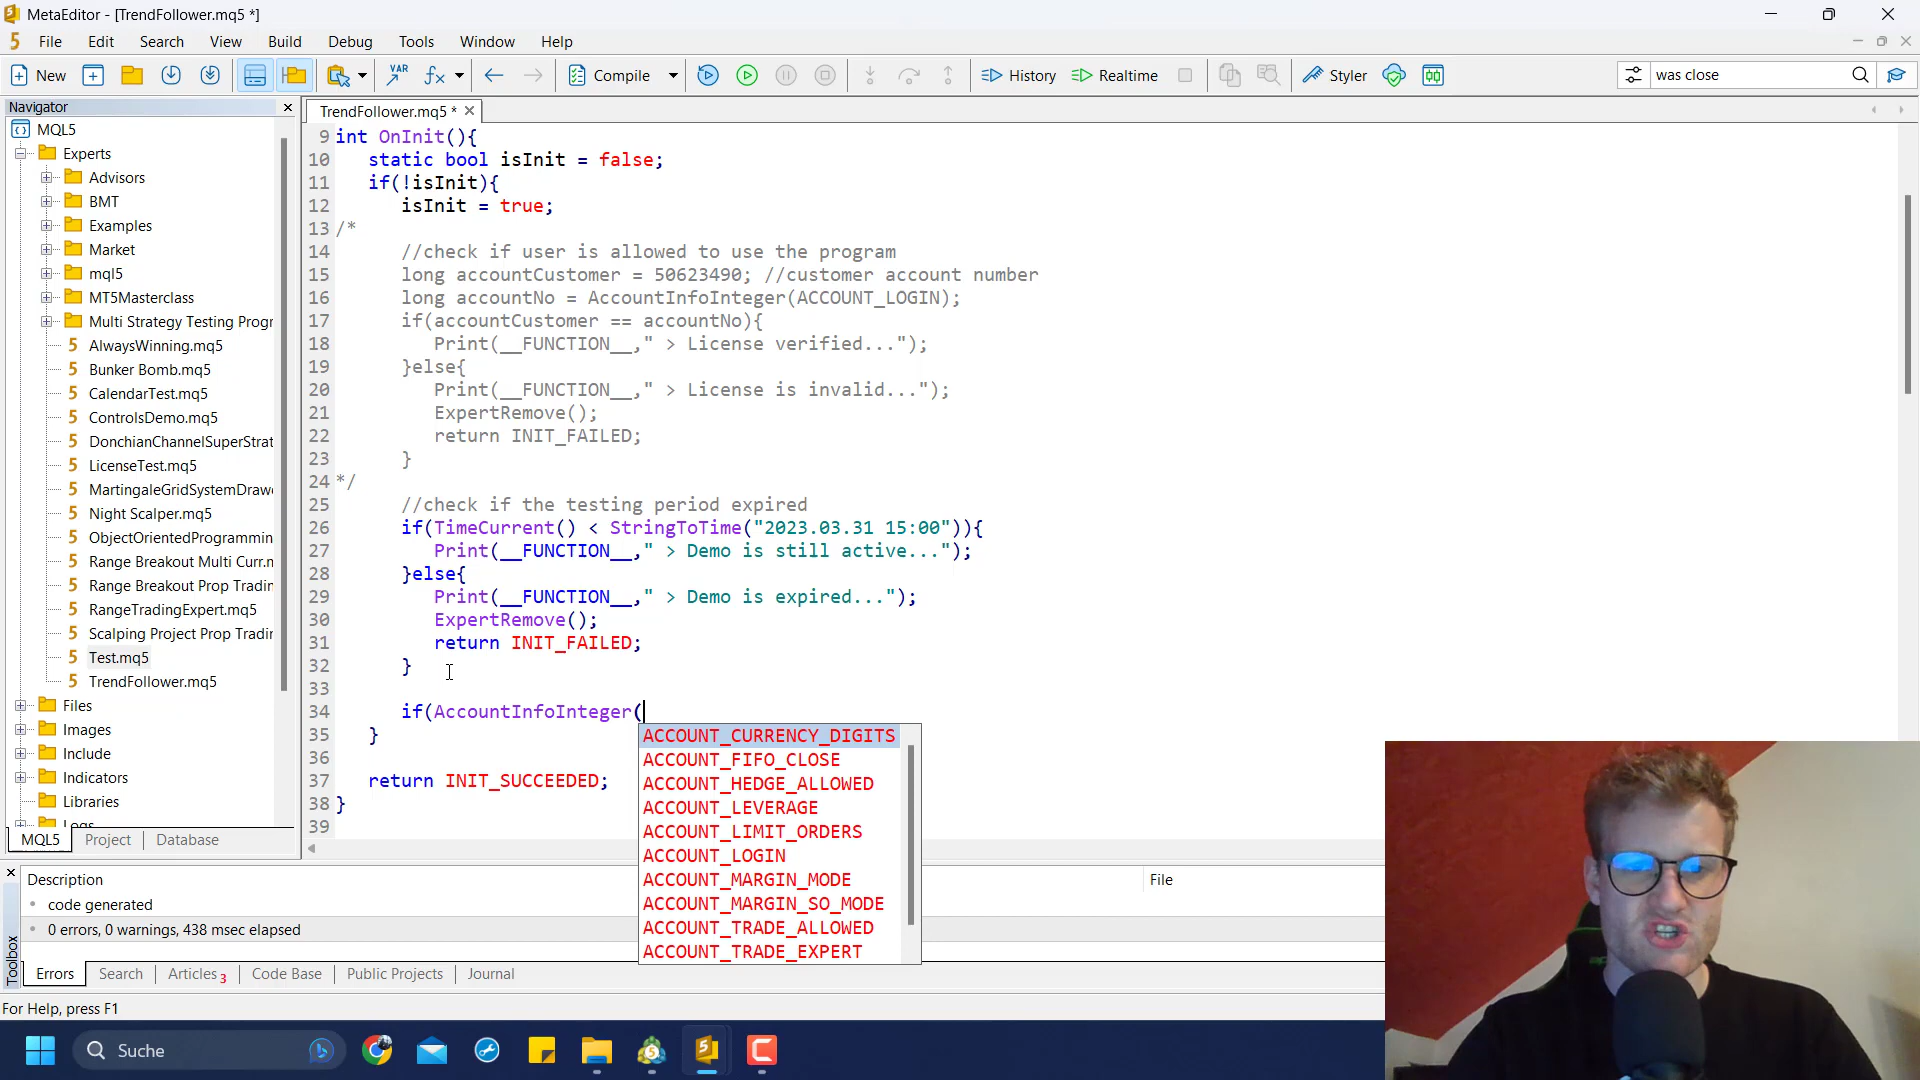 MetaEditor - [TrendFollower.mq5 *]
File Edit Search View Build Debug Tools Window Help
New VAR Compile History Realtime Styler was close
Navigator
MQL5
Experts
Advisors
BMT
Examples
Market
mql5
MT5Masterclass
Multi Strategy Testing Progr
AlwaysWinning.mq5
Bunker Bomb.mq5
CalendarTest.mq5
ControlsDemo.mq5
DonchianChannelSuperStrat
LicenseTest.mq5
MartingaleGridSystemDraw
Night Scalper.mq5
ObjectOrientedProgrammin
Range Breakout Multi Curr.n
Range Breakout Prop Tradin
RangeTradingExpert.mq5
Scalping Project Prop Tradin
Test.mq5
TrendFollower.mq5
Files
Images
Include
Indicators
Libraries
Logs
MQL5 Project Database
TrendFollower.mq5 *
9 int OnInit(){
10 static bool isInit = false;
11 if(!isInit){
12 isInit = true;
13 /*
14 //check if user is allowed to use the program
15 long accountCustomer = 50623490; //customer account number
16 long accountNo = AccountInfoInteger(ACCOUNT_LOGIN);
17 if(accountCustomer == accountNo){
18 Print(__FUNCTION__," > License verified...");
19 }else{
20 Print(__FUNCTION__," > License is invalid...");
21 ExpertRemove();
22 return INIT_FAILED;
23 }
24 */
25 //check if the testing period expired
26 if(TimeCurrent() < StringToTime("2023.03.31 15:00")){
27 Print(__FUNCTION__," > Demo is still active...");
28 }else{
29 Print(__FUNCTION__," > Demo is expired...");
30 ExpertRemove();
31 return INIT_FAILED;
32 }
33
34 if(AccountInfoInteger(
35 }
36
37 return INIT_SUCCEEDED;
38 }
39
ACCOUNT_CURRENCY_DIGITS
ACCOUNT_FIFO_CLOSE
ACCOUNT_HEDGE_ALLOWED
ACCOUNT_LEVERAGE
ACCOUNT_LIMIT_ORDERS
ACCOUNT_LOGIN
ACCOUNT_MARGIN_MODE
ACCOUNT_MARGIN_SO_MODE
ACCOUNT_TRADE_ALLOWED
ACCOUNT_TRADE_EXPERT
Toolbox
Description File
code generated
0 errors, 0 warnings, 438 msec elapsed
Errors Search Articles 3 Code Base Public Projects Journal
For Help, press F1
Suche